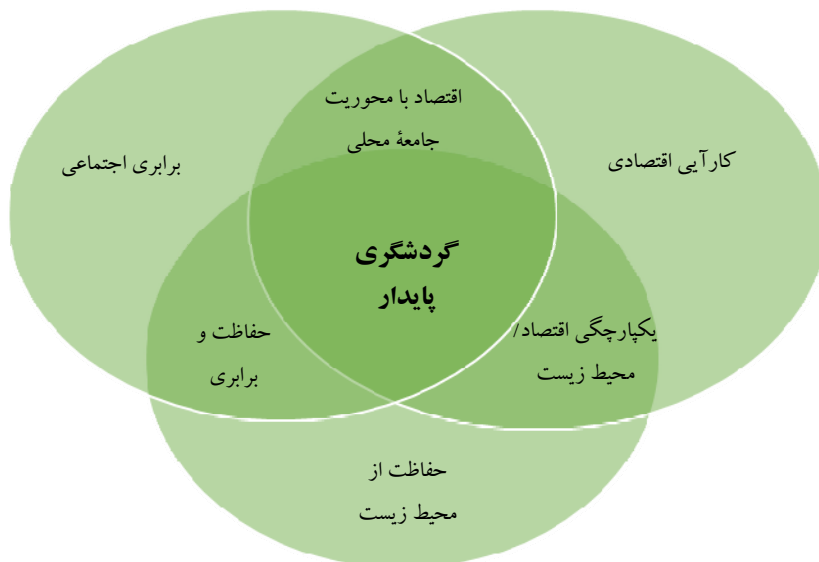 اقتصاد با محوریت
جامعۀ محلی
کارآیی اقتصادی
برابری اجتماعی
گردشگری
پایدار
یکپارچگی اقتصاد/
محیط زیست
حفاظت و
برابری
حفاظت از
محیط زیست